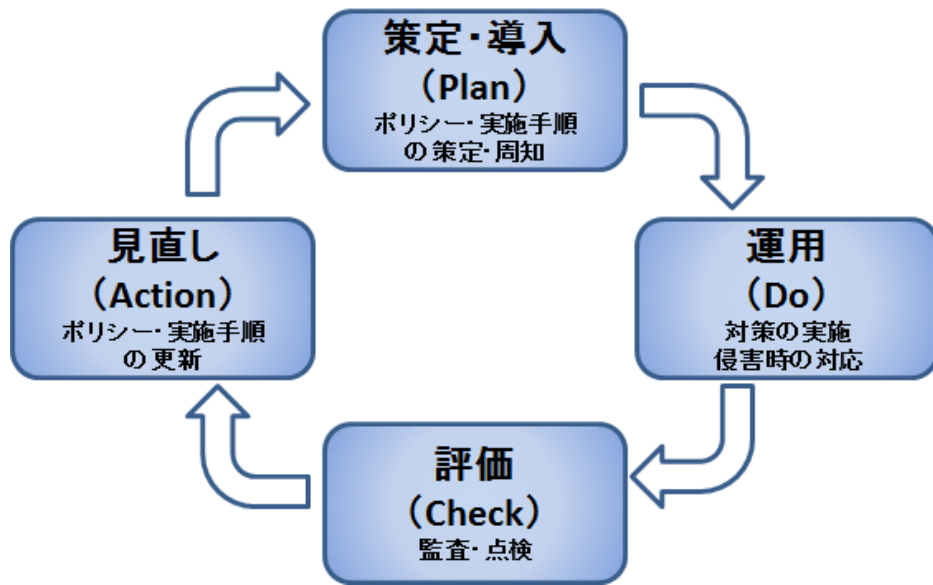 策定・導入
（Plan）
ポリシー・実施手順
の策定・周知
運用
（Do）
対策の実施
侵害時の対応
評価
（Check）
監査・点検
見直し
（Action）
ポリシー・実施手順
の更新